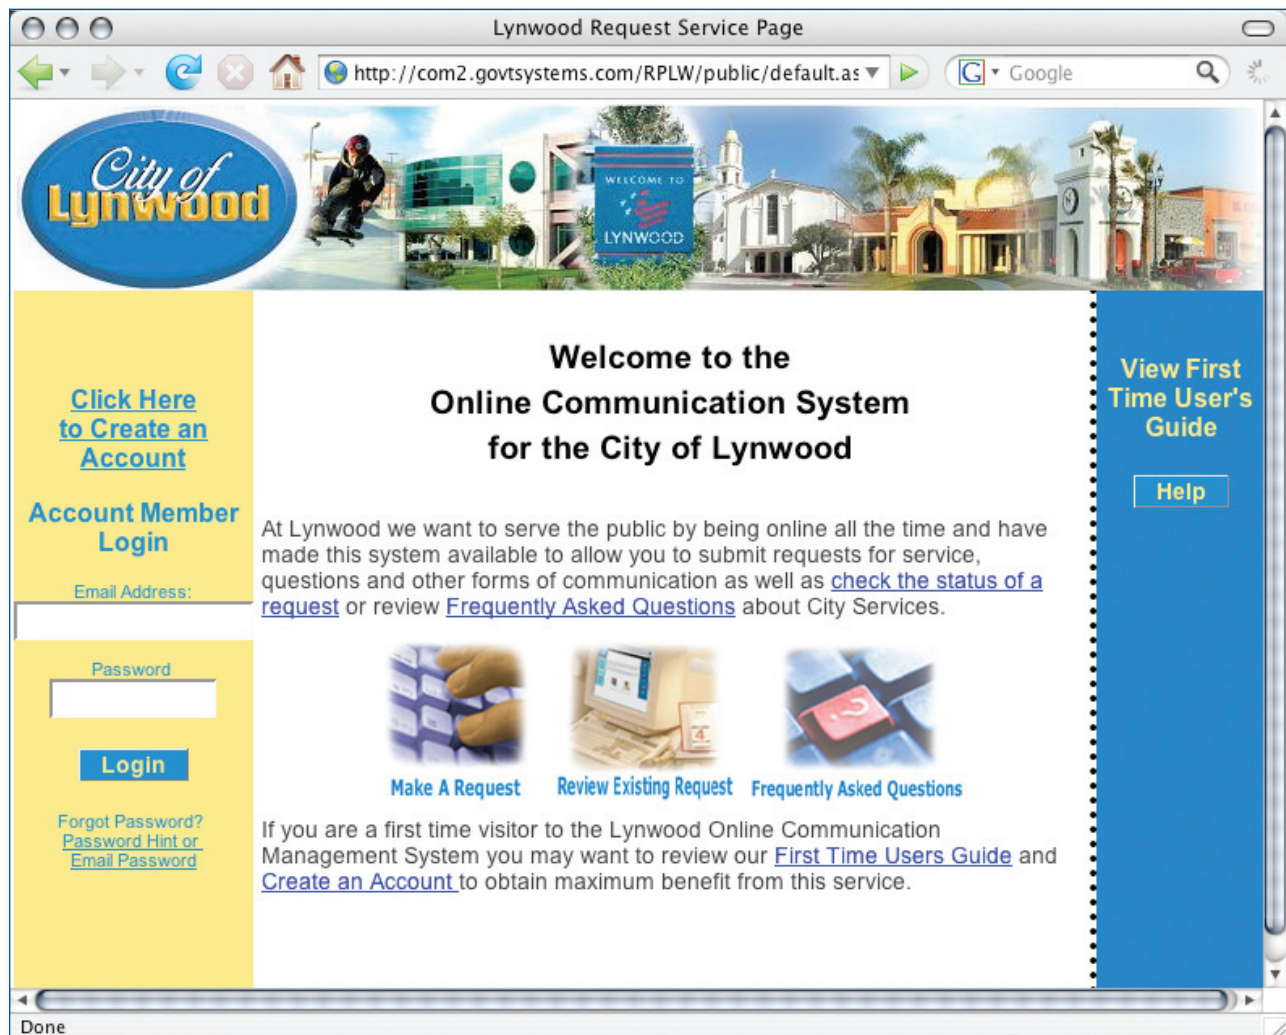 Lynwood Request Service Page
http://com2.govtsystems.com/RPLW/public/default.as
G
Google
City of
Lynwood
WELCOME TO
LYNWOOD
Click Here
to Create an
Account
Account Member
Login
Email Address:
Password
Login
Forgot Password?
Password Hint or
Email Password
Welcome to the
Online Communication System
for the City of Lynwood
At Lynwood we want to serve the public by being online all the time and have
made this system available to allow you to submit requests for service,
questions and other forms of communication as well as check the status of a
request or review Frequently Asked Questions about City Services.
4
?
Make A Request
Review Existing Request
Frequently Asked Questions
If you are a first time visitor to the Lynwood Online Communication
Management System you may want to review our First Time Users Guide and
Create an Account to obtain maximum benefit from this service.
View First
Time User's
Guide
Help
Done